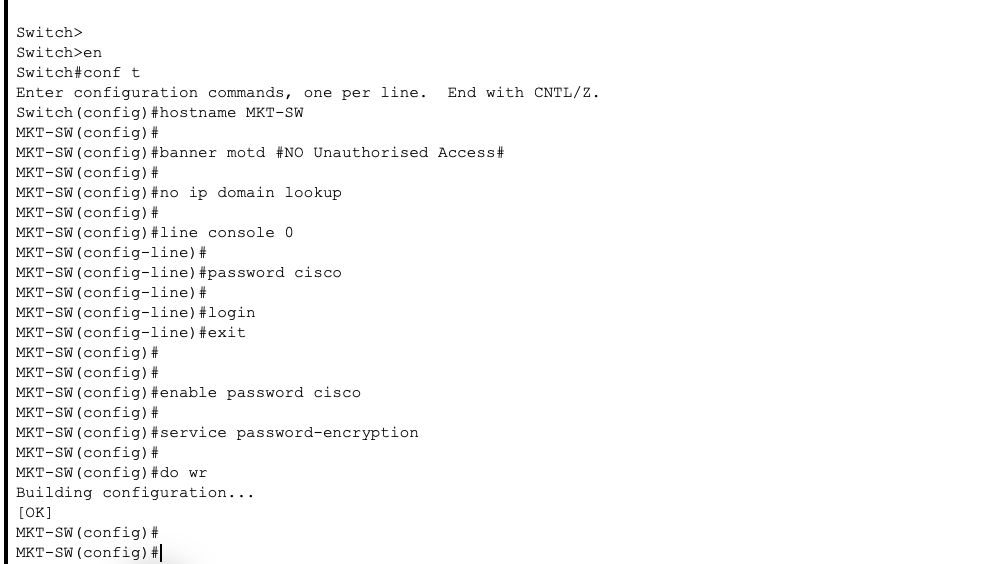 Switch>
Switch>en
Switch#conf t
Enter configuration commands, one per line.  End with CNTL/Z.
Switch(config)#hostname MKT-SW
MKT-SW(config)#
MKT-SW(config)#banner motd #NO Unauthorised Access#
MKT-SW(config)#
MKT-SW(config)#no ip domain lookup
MKT-SW(config)#
MKT-SW(config)#line console 0
MKT-SW(config-line)#
MKT-SW(config-line)#password cisco
MKT-SW(config-line)#
MKT-SW(config-line)#login
MKT-SW(config-line)#exit
MKT-SW(config)#
MKT-SW(config)#
MKT-SW(config)#enable password cisco
MKT-SW(config)#
MKT-SW(config)#service password-encryption
MKT-SW(config)#
MKT-SW(config)#do wr
Building configuration...
[OK]
MKT-SW(config)#
MKT-SW(config)#